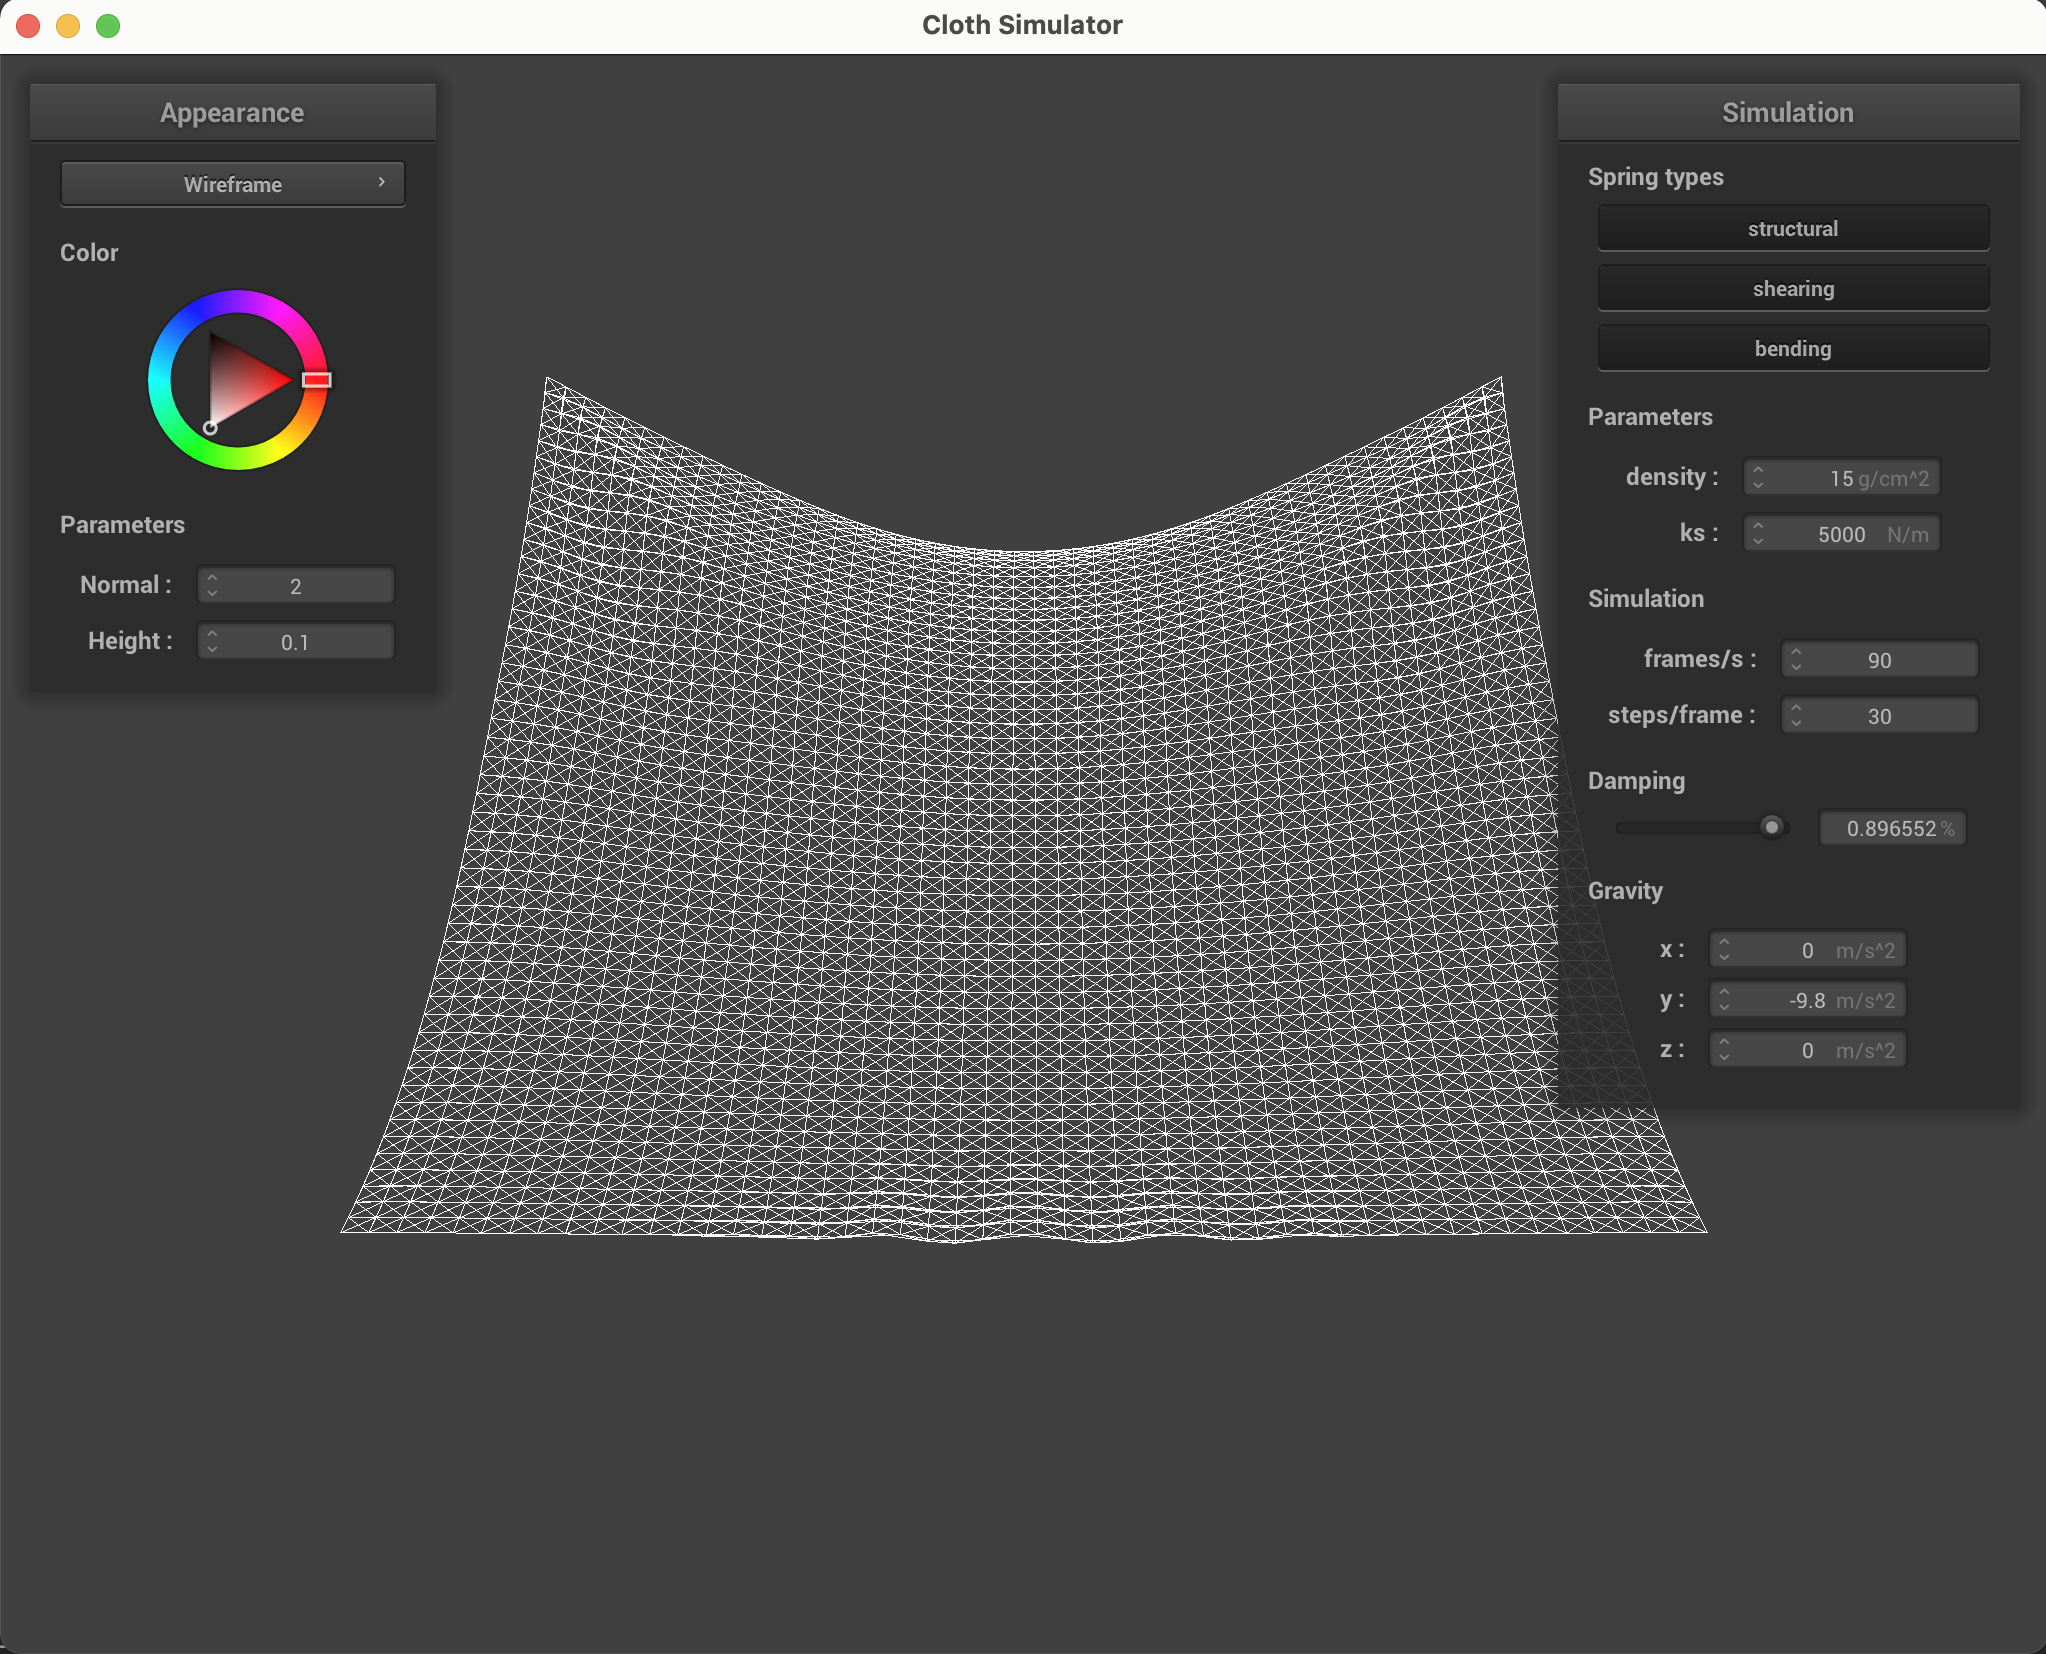 Cloth Simulator
Appearance
Wireframe
Color
Parameters
Normal : 2
Height : 0.1
Simulation
Spring types
structural
shearing
bending
Parameters
density : 15 g/cm^2
ks : 5000 N/m
Simulation
frames/s : 90
steps/frame : 30
Damping
0.896552 %
Gravity
x : 0 m/s^2
y : -9.8 m/s^2
z : 0 m/s^2